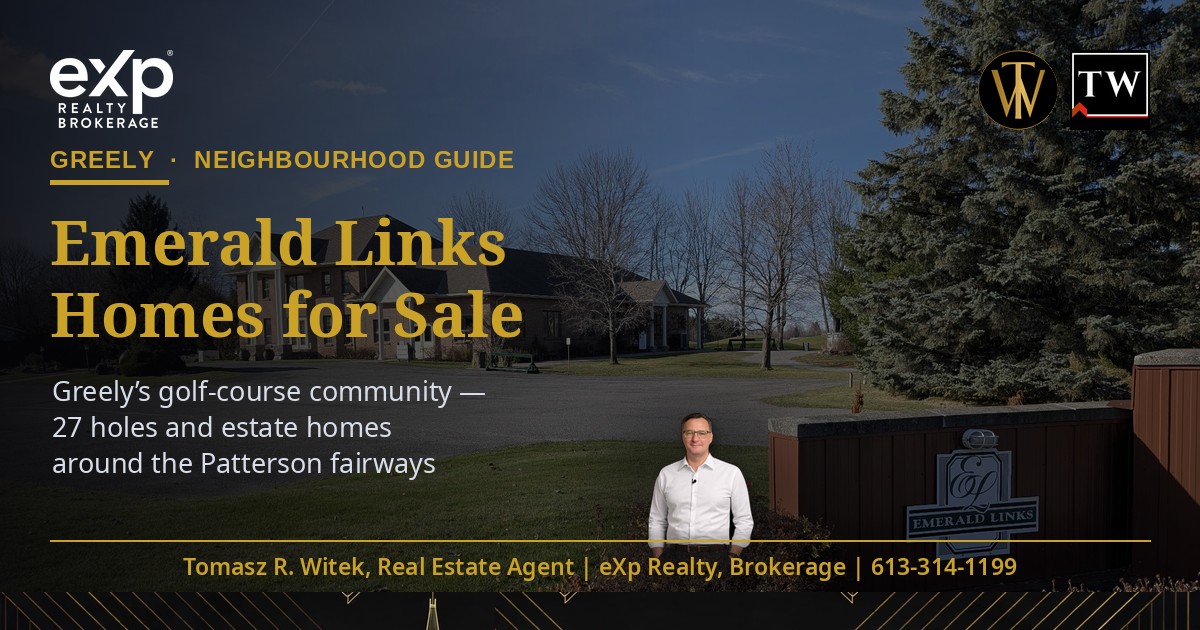 eXp®
REALTY
BROKERAGE
TW
TW
GREELY · NEIGHBOURHOOD GUIDE
Emerald Links
Homes for Sale
Greely’s golf-course community —
27 holes and estate homes
around the Patterson fairways
EL
EMERALD LINKS
Tomasz R. Witek, Real Estate Agent | eXp Realty, Brokerage | 613-314-1199